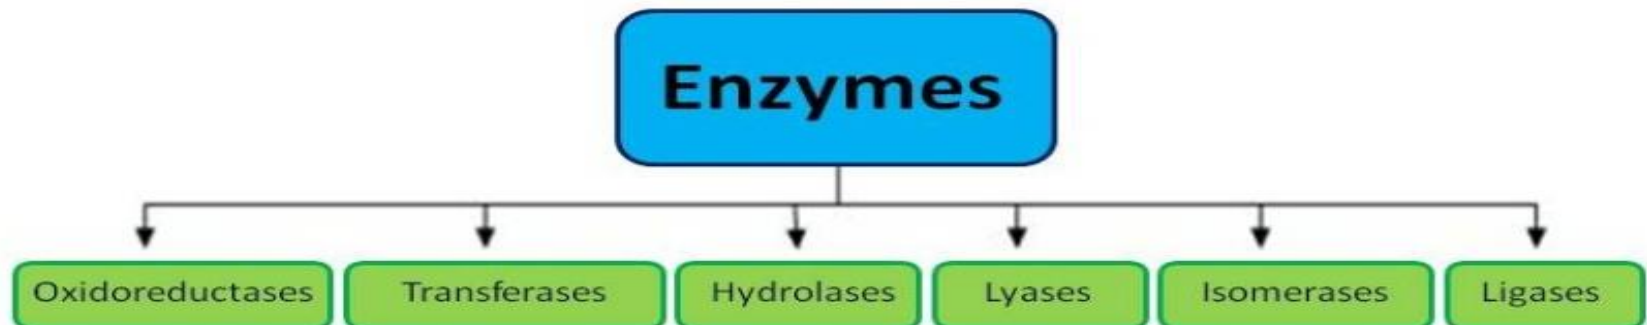 Enzymes
Oxidoreductases
Transferases
Hydrolases
Lyases
Isomerases
Ligases